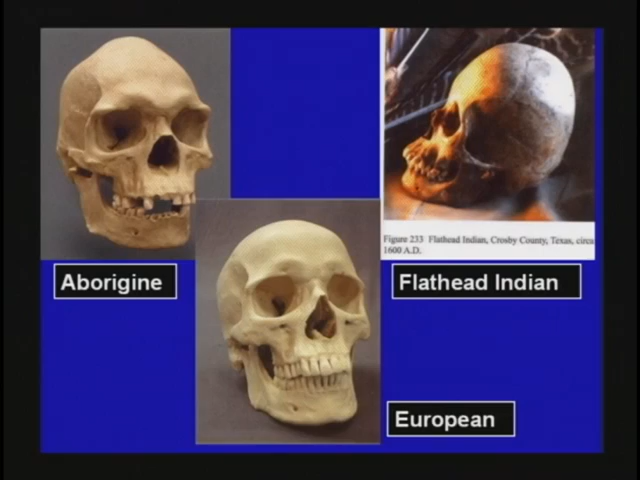 Figure 233 Flathead Indian, Crosby County, Texas, circa
1600 A.D.
Aborigine
Flathead Indian
European